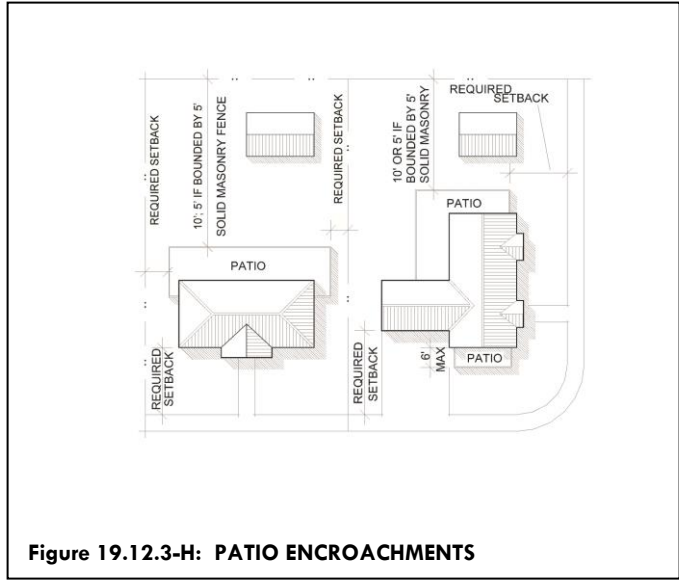 REQUIRED SETBACK
10'; 5' IF BOUNDED BY 5'
SOLID MASONRY FENCE
REQUIRED SETBACK
10' OR 5' IF
BOUNDED BY 5'
SOLID MASONRY
REQUIRED
SETBACK
PATIO
PATIO
REQUIRED
SETBACK
REQUIRED
SETBACK
6'
MAX
PATIO
Figure 19.12.3-H: PATIO ENCROACHMENTS